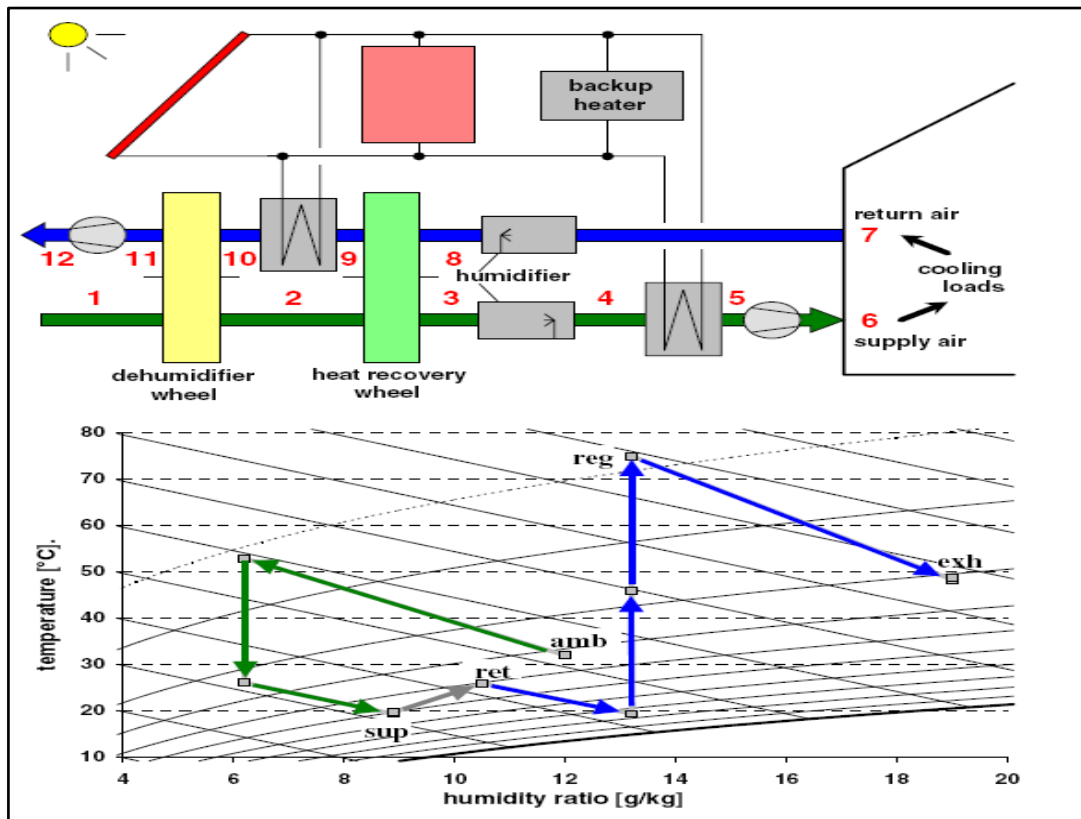 backup
heater
return air
12
11
10
9
8
7
humidifier
cooling
loads
1
2
3
4
5
6
supply air
dehumidifier
wheel
heat recovery
wheel
80
70
60
50
40
30
20
10
temperature [°C].
reg
exh
amb
ret
sup
4
6
8
10
12
14
16
18
20
humidity ratio [g/kg]